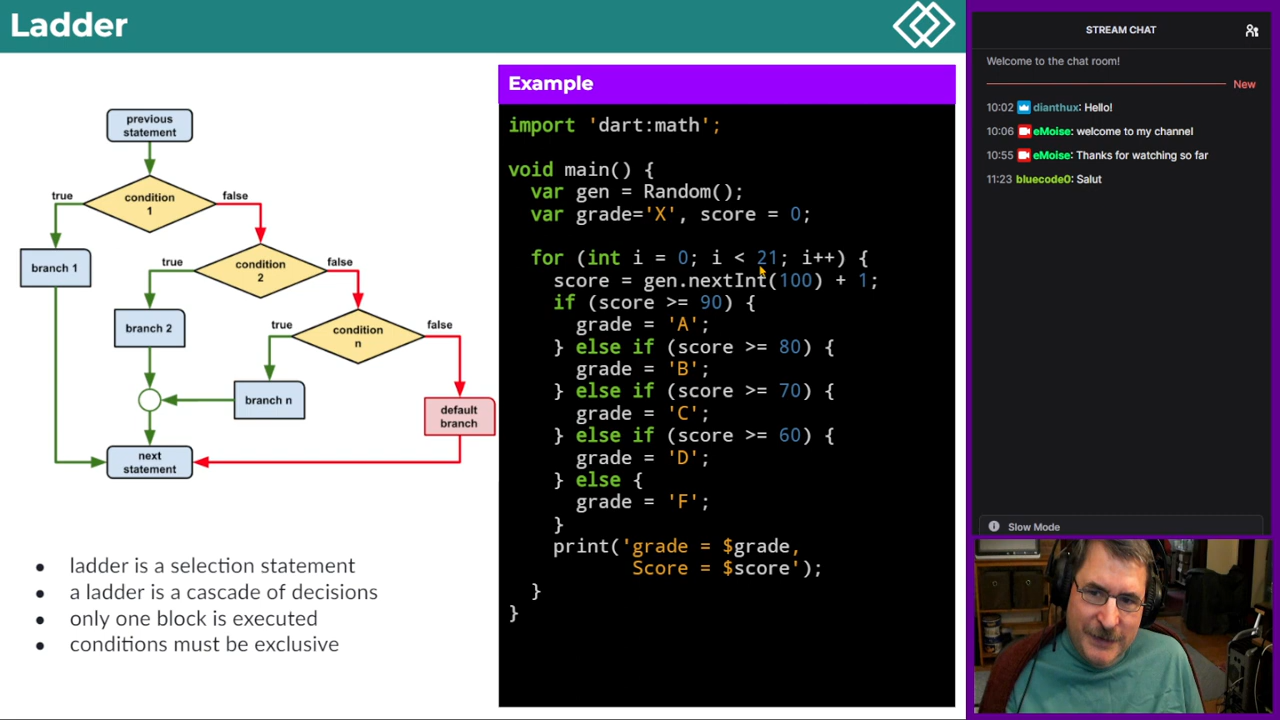 Ladder
previous
statement
true
condition
1
false
branch 1
true
condition
2
false
branch 2
true
condition
n
false
branch n
default
branch
next
statement
● ladder is a selection statement
● a ladder is a cascade of decisions
● only one block is executed
● conditions must be exclusive
Example
import 'dart:math';
void main() {
  var gen = Random();
  var grade='X', score = 0;
  for (int i = 0; i < 21; i++) {
    score = gen.nextInt(100) + 1;
    if (score >= 90) {
      grade = 'A';
    } else if (score >= 80) {
      grade = 'B';
    } else if (score >= 70) {
      grade = 'C';
    } else if (score >= 60) {
      grade = 'D';
    } else {
      grade = 'F';
    }
    print('grade = $grade,
           Score = $score');
  }
}
STREAM CHAT
Welcome to the chat room!
New
10:02 dianthux: Hello!
10:06 eMoise: welcome to my channel
10:55 eMoise: Thanks for watching so far
11:23 bluecode0: Salut
Slow Mode